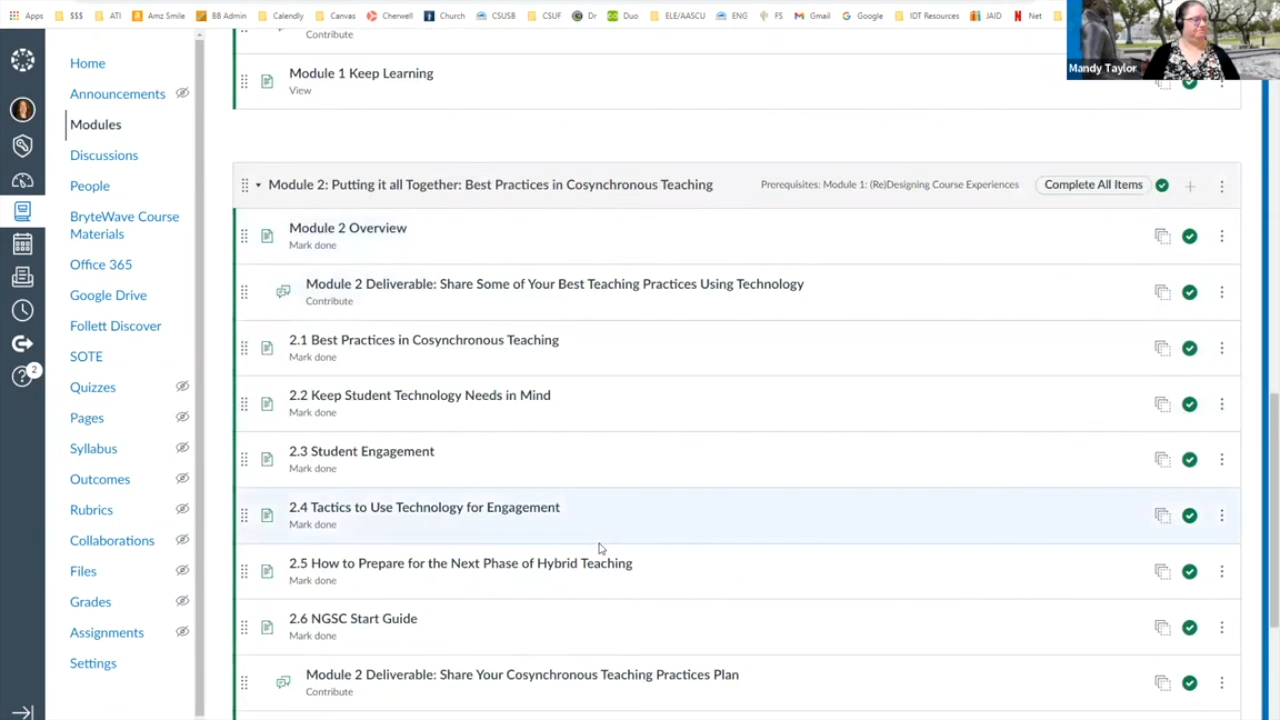 Apps $$$ ATI Amz Smile BB Admin Calendly Canvas Cherwell Church CSUSB CSUF Dr Duo ELE/AASCU ENG FS Gmail Google IDT Resources JAID Net
Mandy Taylor
Home
Announcements
Modules
Discussions
People
BryteWave Course
Materials
Office 365
Google Drive
Follett Discover
SOTE
Quizzes
Pages
Syllabus
Outcomes
Rubrics
Collaborations
Files
Grades
Assignments
Settings
2
Contribute
Module 1 Keep Learning
View
Module 2: Putting it all Together: Best Practices in Cosynchronous Teaching Prerequisites: Module 1: (Re)Designing Course Experiences Complete All Items
Module 2 Overview
Mark done
Module 2 Deliverable: Share Some of Your Best Teaching Practices Using Technology
Contribute
2.1 Best Practices in Cosynchronous Teaching
Mark done
2.2 Keep Student Technology Needs in Mind
Mark done
2.3 Student Engagement
Mark done
2.4 Tactics to Use Technology for Engagement
Mark done
2.5 How to Prepare for the Next Phase of Hybrid Teaching
Mark done
2.6 NGSC Start Guide
Mark done
Module 2 Deliverable: Share Your Cosynchronous Teaching Practices Plan
Contribute